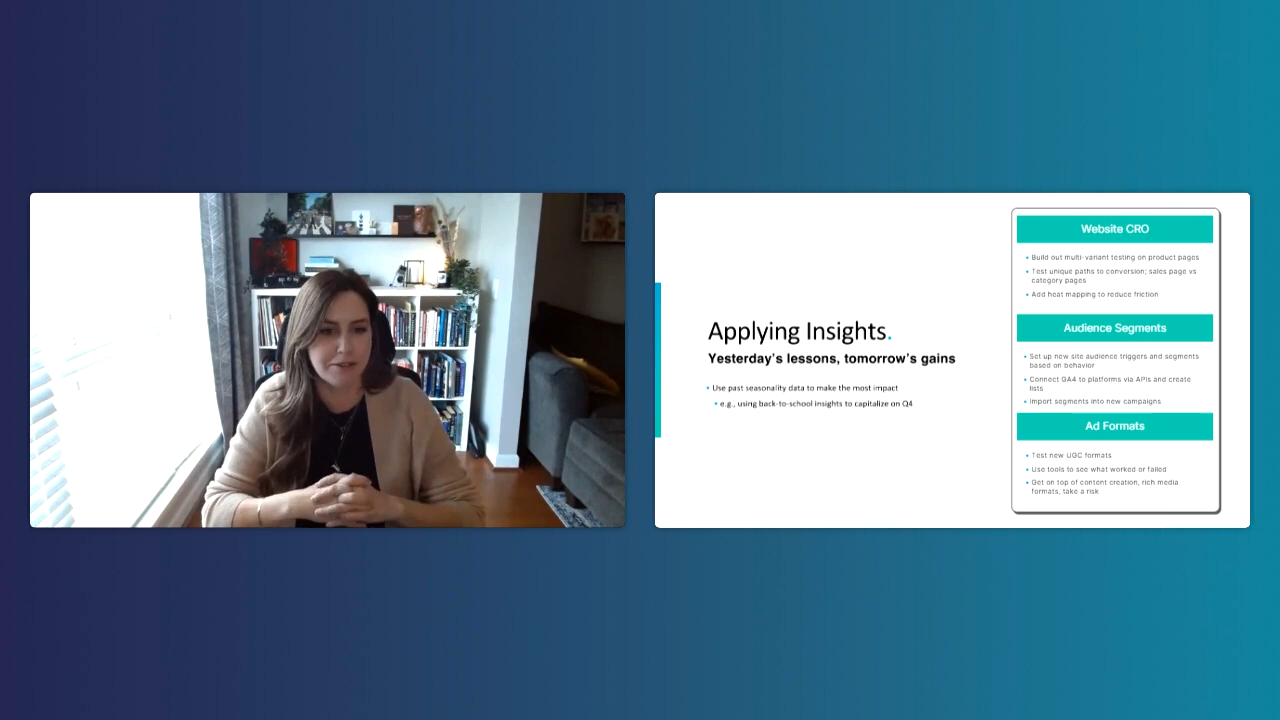 Applying Insights.
Yesterday's lessons, tomorrow's gains
Use past seasonality data to make the most impact
e.g., using back-to-school insights to capitalize on Q4
Website CRO
Build out multi-variant testing on product pages
Test unique paths to conversion; sales page vs
category pages
Add heat mapping to reduce friction
Audience Segments
Set up new site audience triggers and segments
based on behavior
Connect GA4 to platforms via APIs and create
lists
Import segments into new campaigns
Ad Formats
Test new UGC formats
Use tools to see what worked or failed
Get on top of content creation, rich media
formats, take a risk